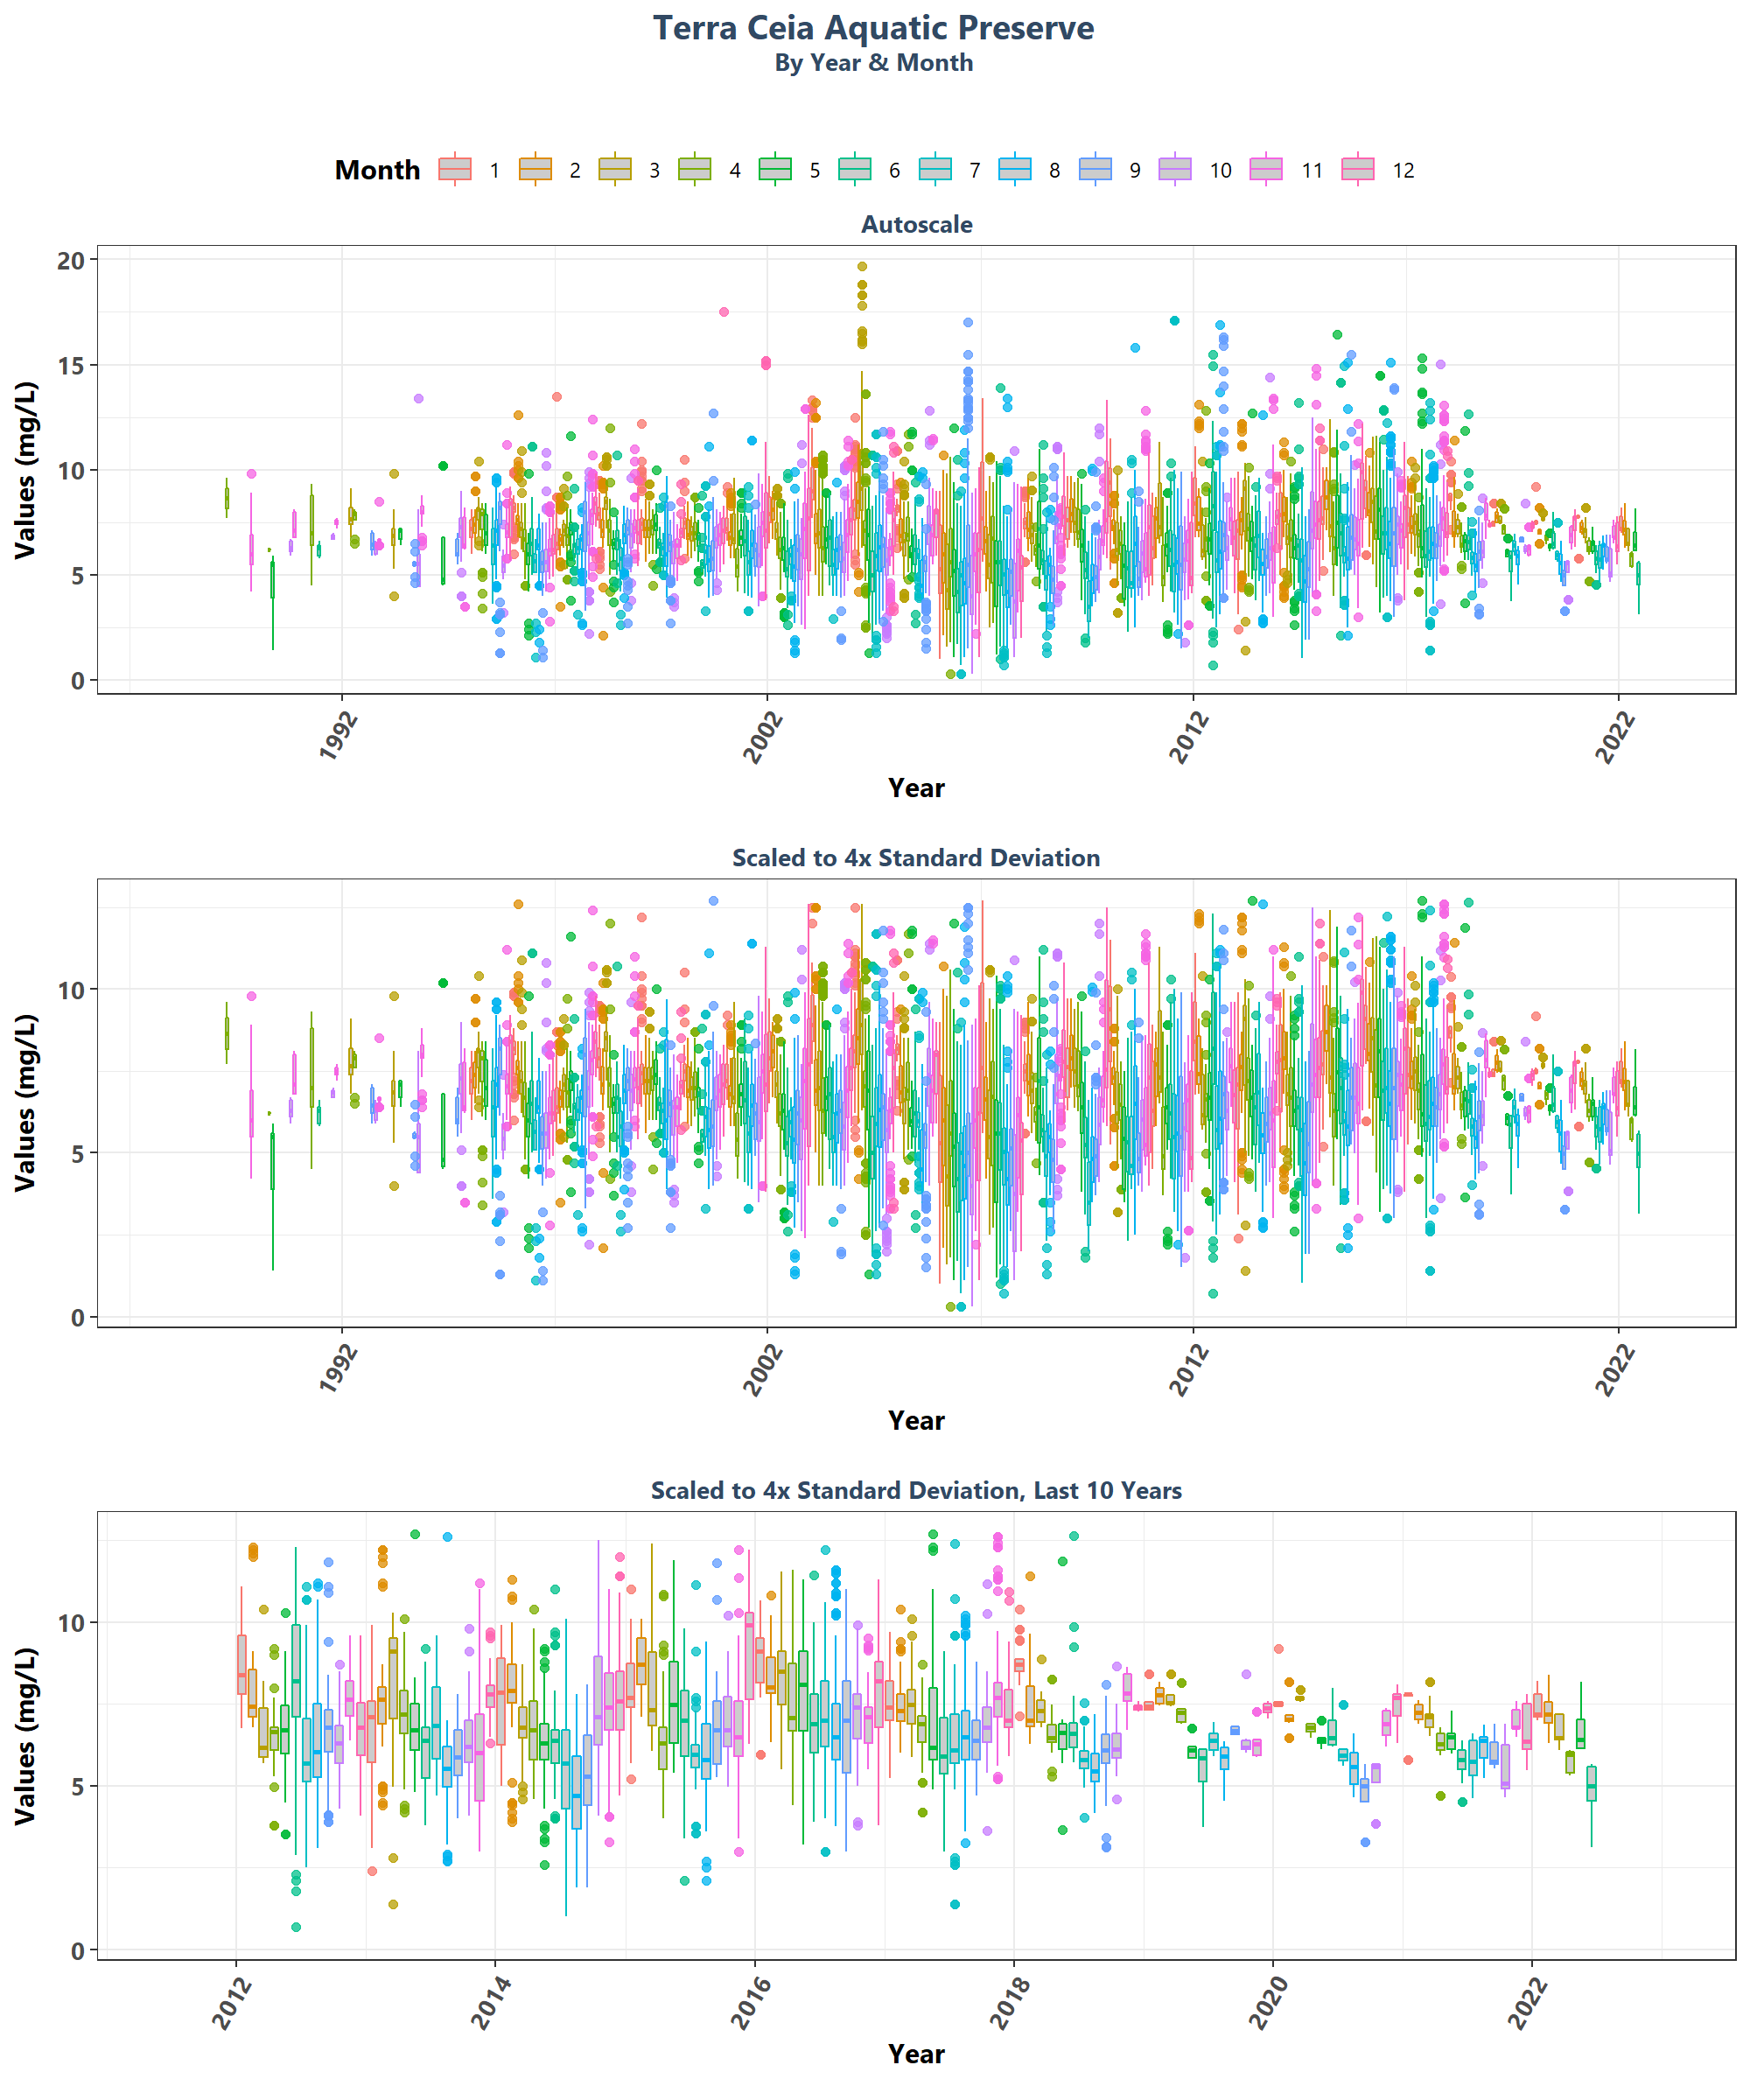 Terra Ceia Aquatic Preserve
By Year & Month
Month 1 2 3 4 5 6 7 8 9 10 11 12
Autoscale
Values (mg/L)
20
15
10
5
0
1992 2002 2012 2022
Year
Scaled to 4x Standard Deviation
Values (mg/L)
10
5
0
1992 2002 2012 2022
Year
Scaled to 4x Standard Deviation, Last 10 Years
Values (mg/L)
10
5
0
2012 2014 2016 2018 2020 2022
Year